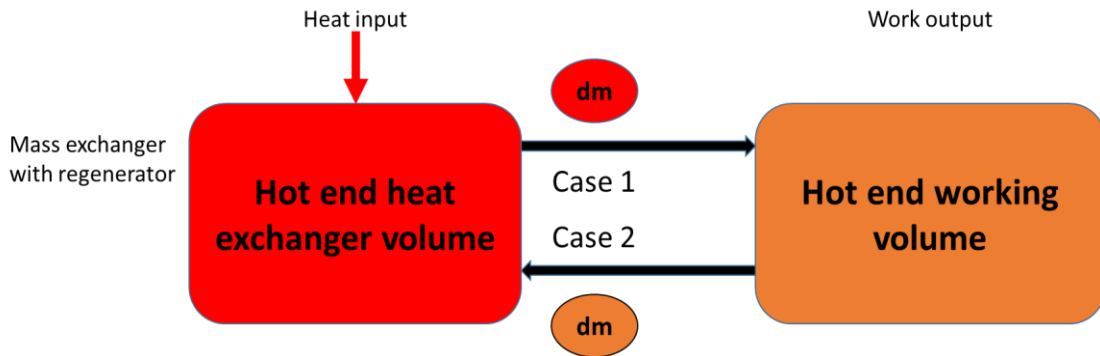 Heat input
Work output
dm
Mass exchanger
with regenerator
Hot end heat
exchanger volume
Case 1
Case 2
Hot end working
volume
dm